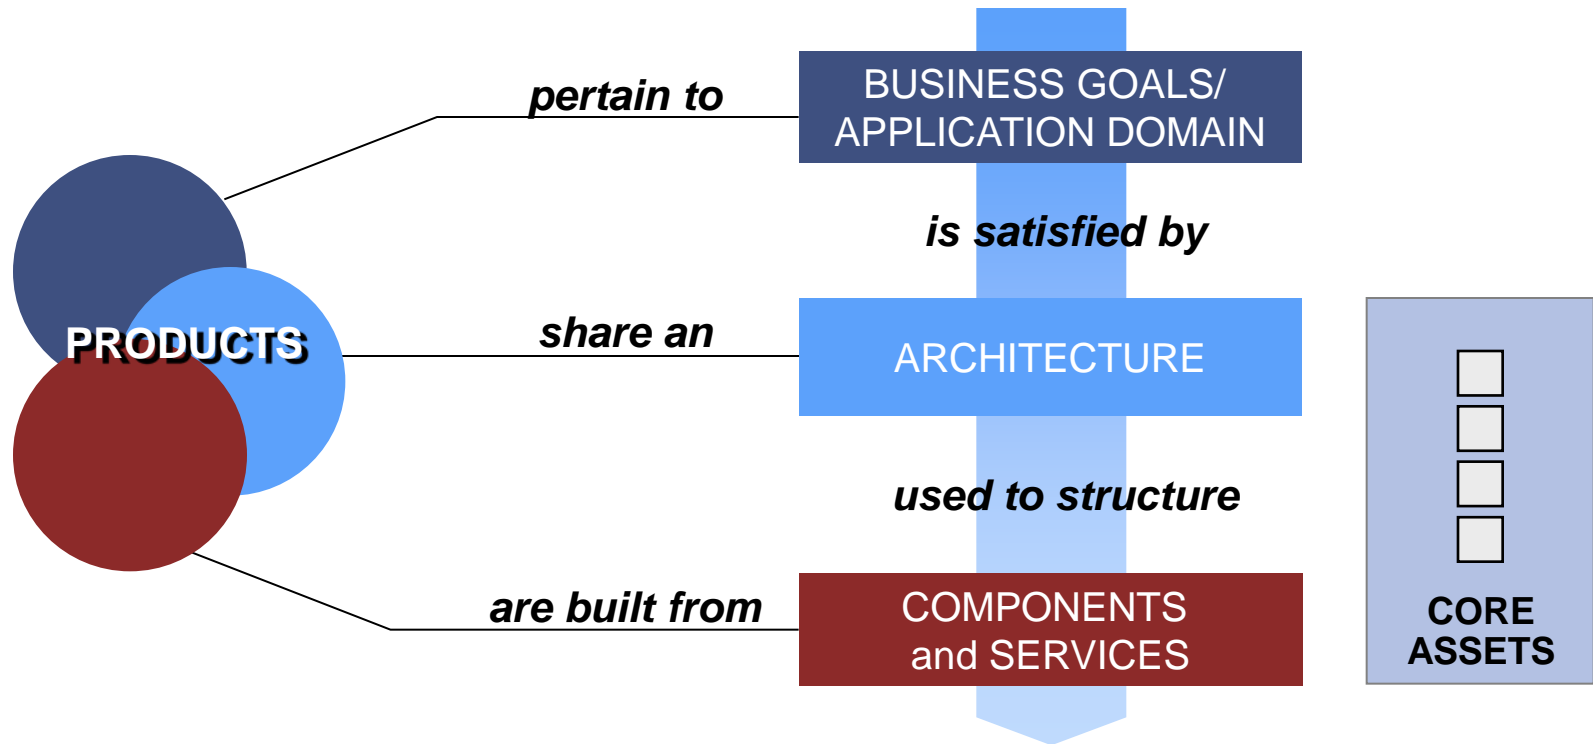 pertain to
BUSINESS GOALS/
APPLICATION DOMAIN
is satisfied by
PRODUCTS
share an
ARCHITECTURE
used to structure
are built from
COMPONENTS
and SERVICES
CORE
ASSETS